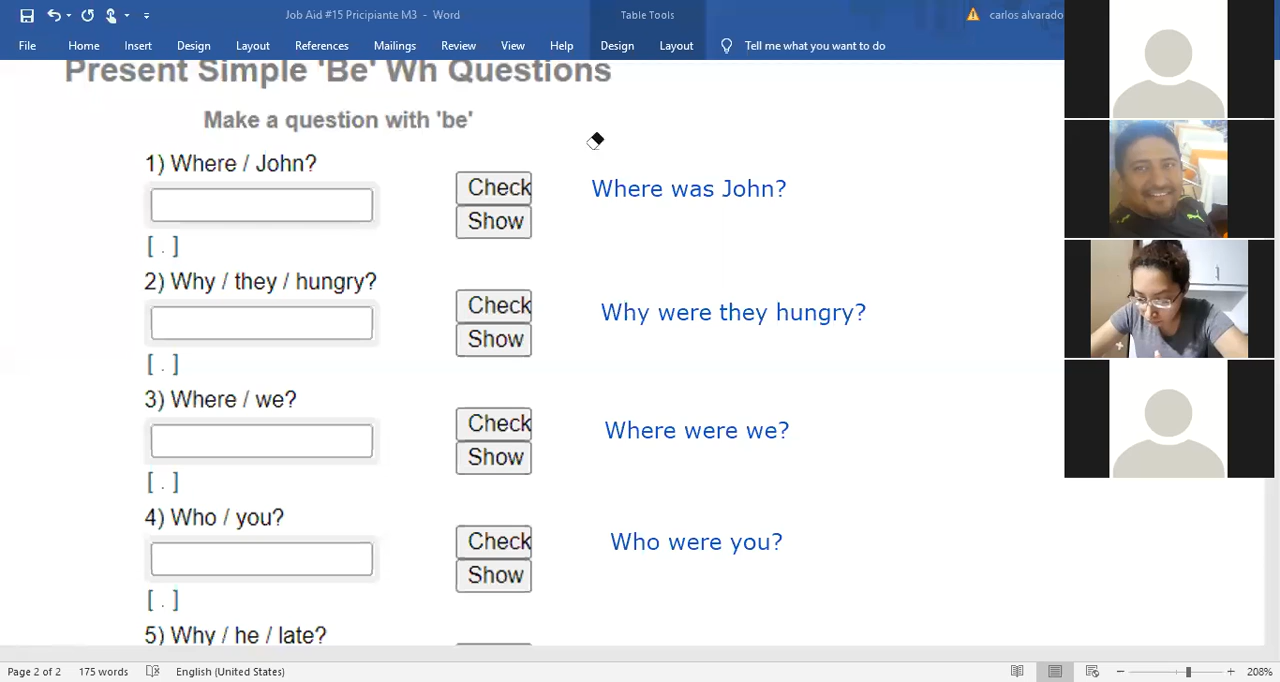 Job Aid #15 Pricipiante M3 - Word
Table Tools
carlos alvarado
File Home Insert Design Layout References Mailings Review View Help Design Layout Tell me what you want to do
Present Simple 'Be' Wh Questions
Make a question with 'be'
1) Where / John?
Check
Where was John?
Show
[ . ]
2) Why / they / hungry?
Check
Why were they hungry?
Show
[ . ]
3) Where / we?
Check
Where were we?
Show
[ . ]
4) Who / you?
Check
Who were you?
Show
[ . ]
5) Why / he / late?
Page 2 of 2 175 words English (United States) 208%